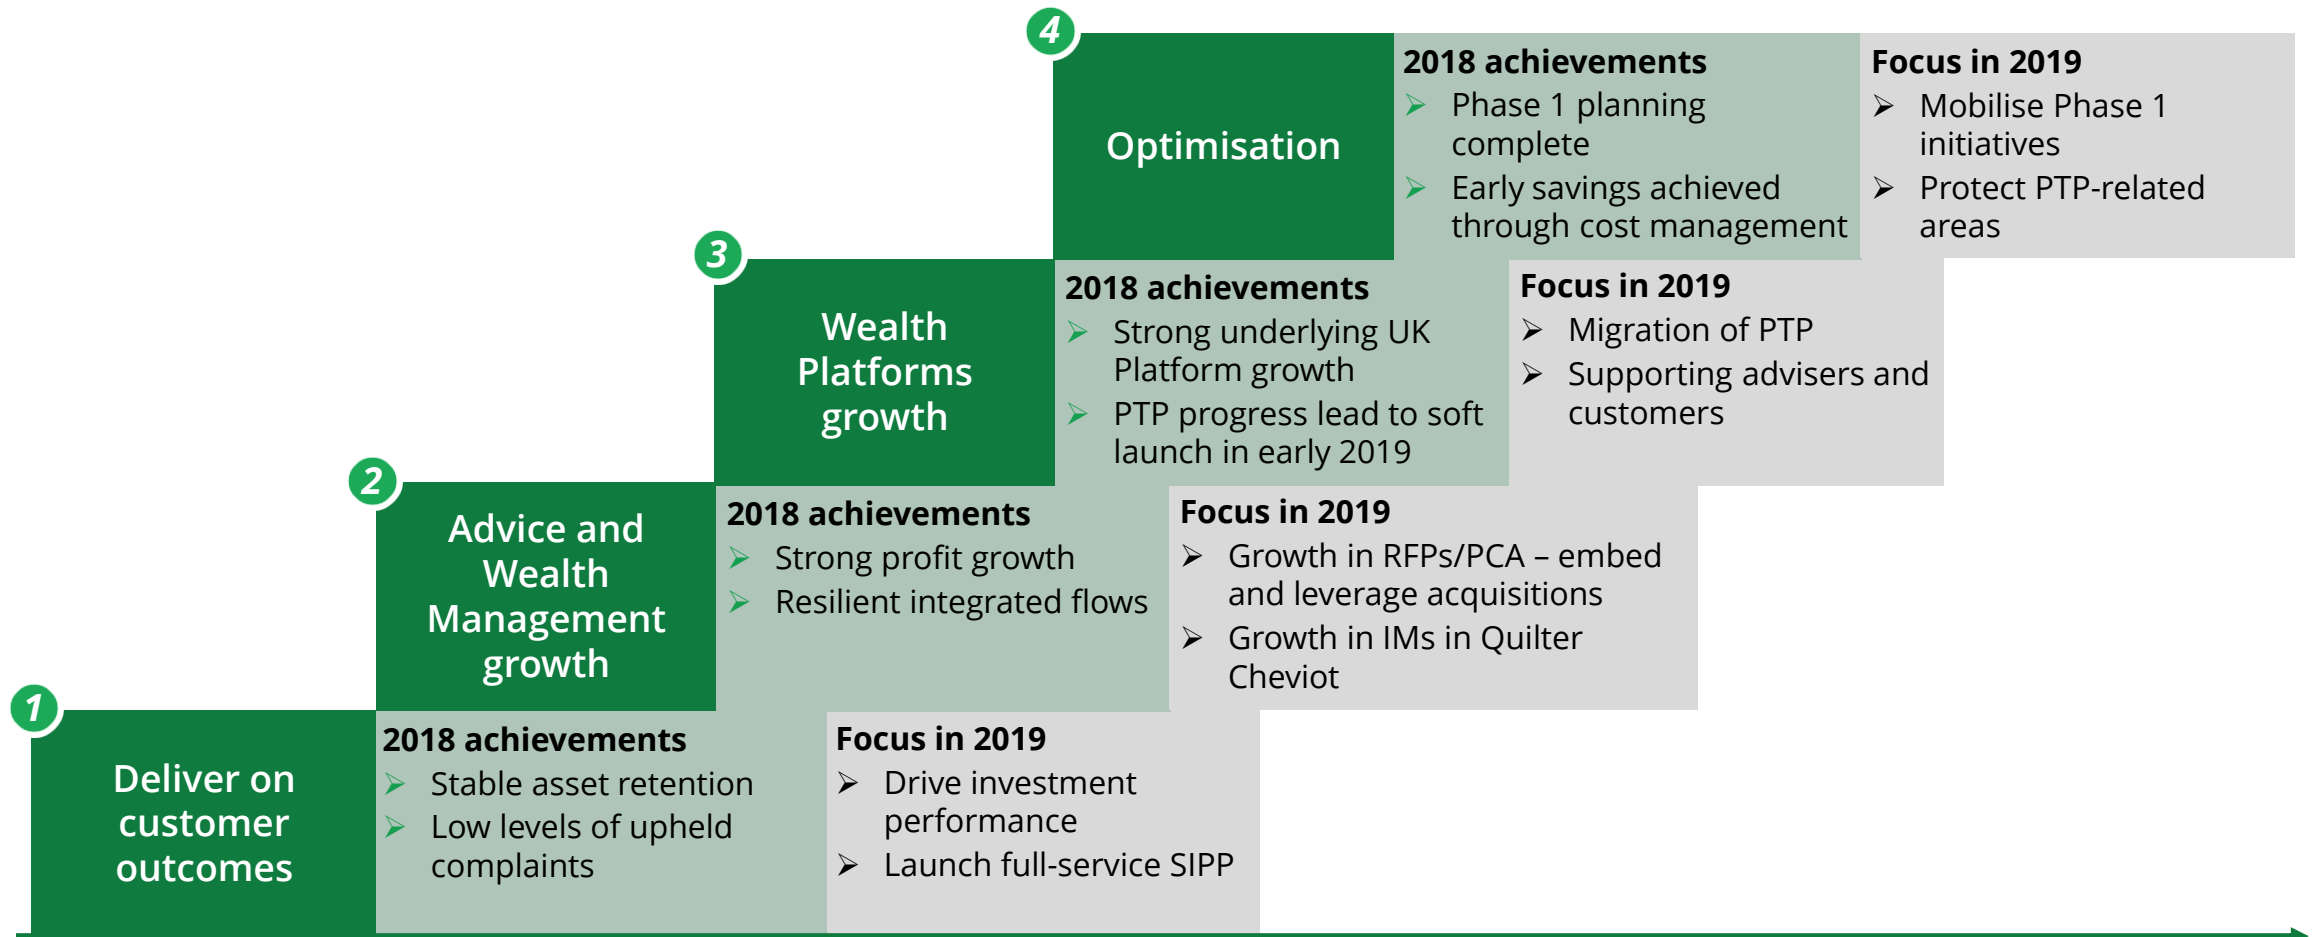 4
Optimisation
2018 achievements
Phase 1 planning
complete
Early savings achieved
through cost management
Focus in 2019
Mobilise Phase 1
initiatives
Protect PTP-related
areas
3
Wealth
Platforms
growth
2018 achievements
Strong underlying UK
Platform growth
PTP progress lead to soft
launch in early 2019
Focus in 2019
Migration of PTP
Supporting advisers and
customers
2
Advice and
Wealth
Management
growth
2018 achievements
Strong profit growth
Resilient integrated flows
Focus in 2019
Growth in RFPs/PCA – embed
and leverage acquisitions
Growth in IMs in Quilter
Cheviot
1
Deliver on
customer
outcomes
2018 achievements
Stable asset retention
Low levels of upheld
complaints
Focus in 2019
Drive investment
performance
Launch full-service SIPP